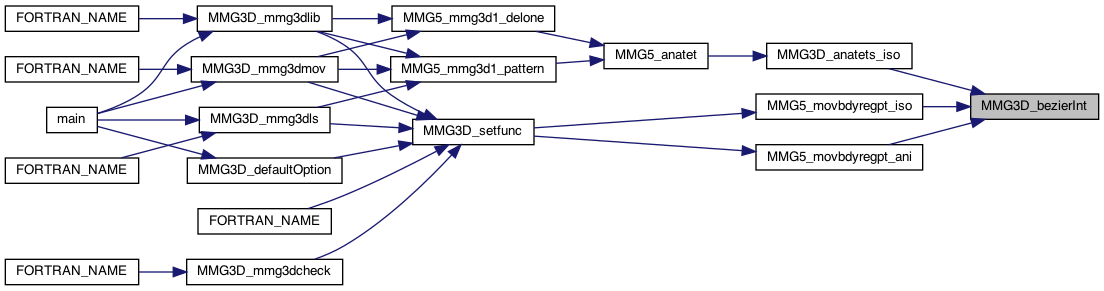 FORTRAN_NAME
MMG3D_mmg3dlib
MMG5_mmg3d1_delone
MMG5_anatet
MMG3D_anatets_iso
FORTRAN_NAME
MMG3D_mmg3dmov
MMG5_mmg3d1_pattern
MMG5_movbdyregpt_iso
MMG3D_bezierInt
main
MMG3D_mmg3dls
MMG3D_setfunc
MMG5_movbdyregpt_ani
FORTRAN_NAME
MMG3D_defaultOption
FORTRAN_NAME
FORTRAN_NAME
MMG3D_mmg3dcheck